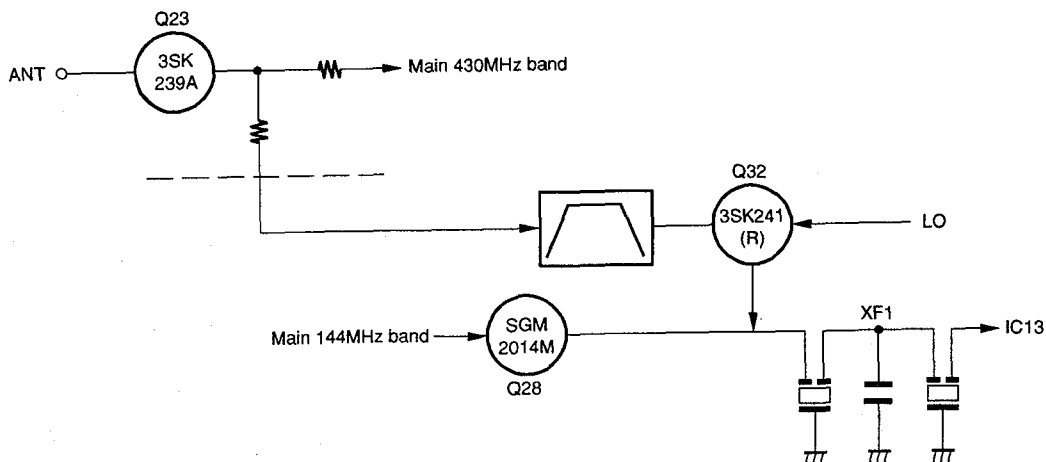 Q23
ANT
3SK
239A
Main 430MHz band
Q32
3SK241
(R)
LO
Main 144MHz band
SGM
2014M
Q28
XF1
IC13